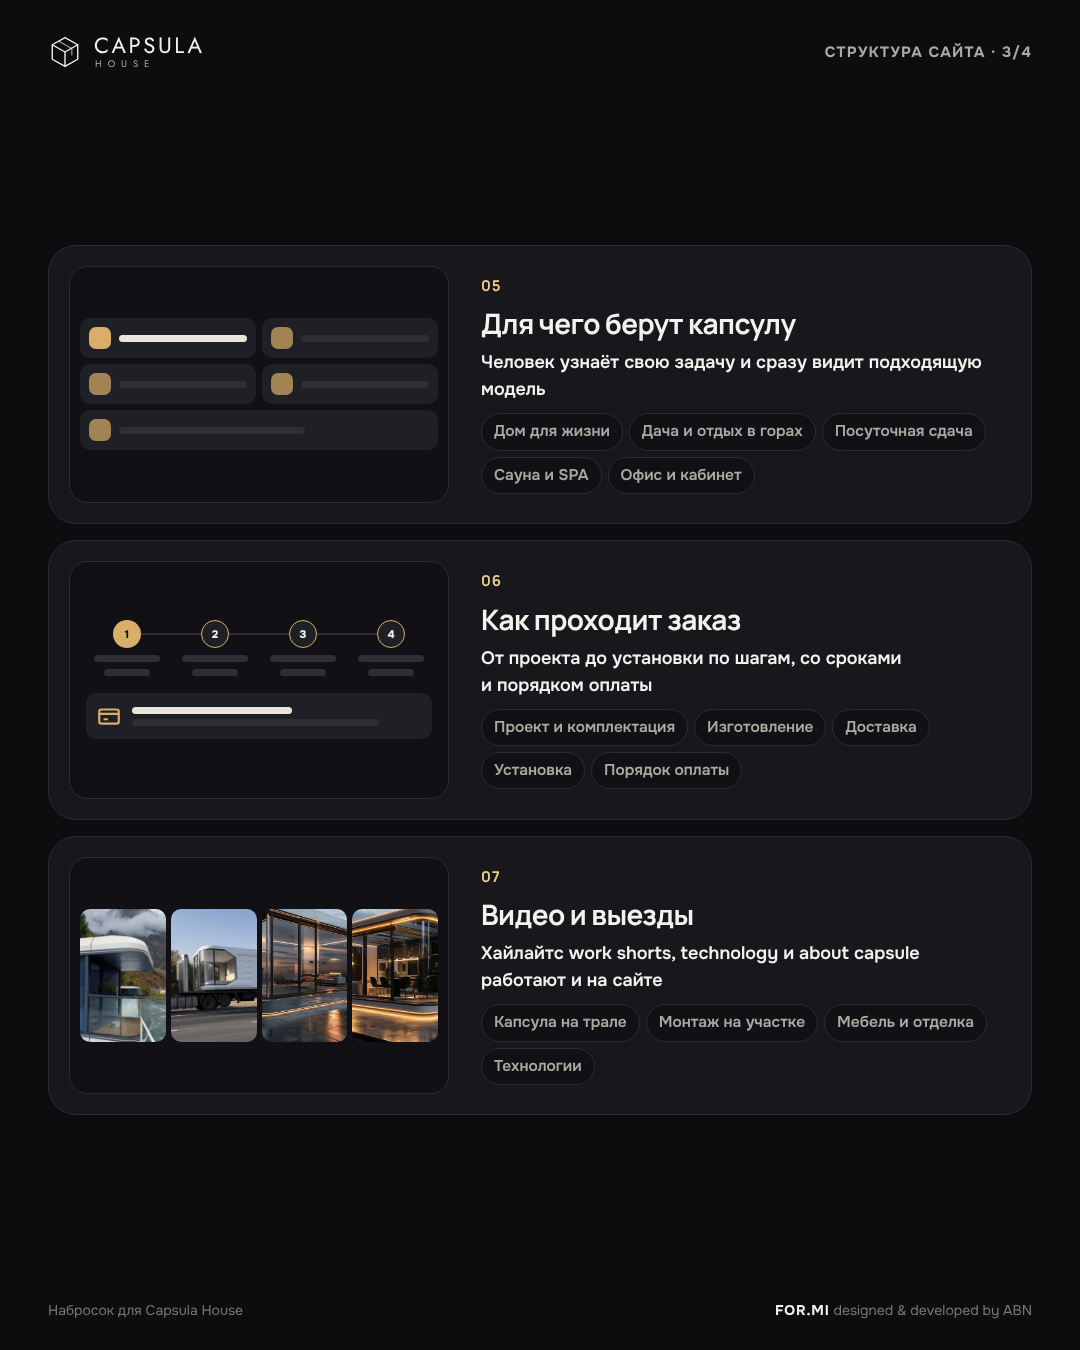 CAPSULA
HOUSE
СТРУКТУРА САЙТА · 3/4
05
Для чего берут капсулу
Человек узнаёт свою задачу и сразу видит подходящую
модель
Дом для жизни
Дача и отдых в горах
Посуточная сдача
Сауна и SPA
Офис и кабинет
1 2 3 4
06
Как проходит заказ
От проекта до установки по шагам, со сроками
и порядком оплаты
Проект и комплектация
Изготовление
Доставка
Установка
Порядок оплаты
07
Видео и выезды
Хайлайтс work shorts, technology и about capsule
работают и на сайте
Капсула на трале
Монтаж на участке
Мебель и отделка
Технологии
Набросок для Capsula House
FOR.MI designed & developed by ABN